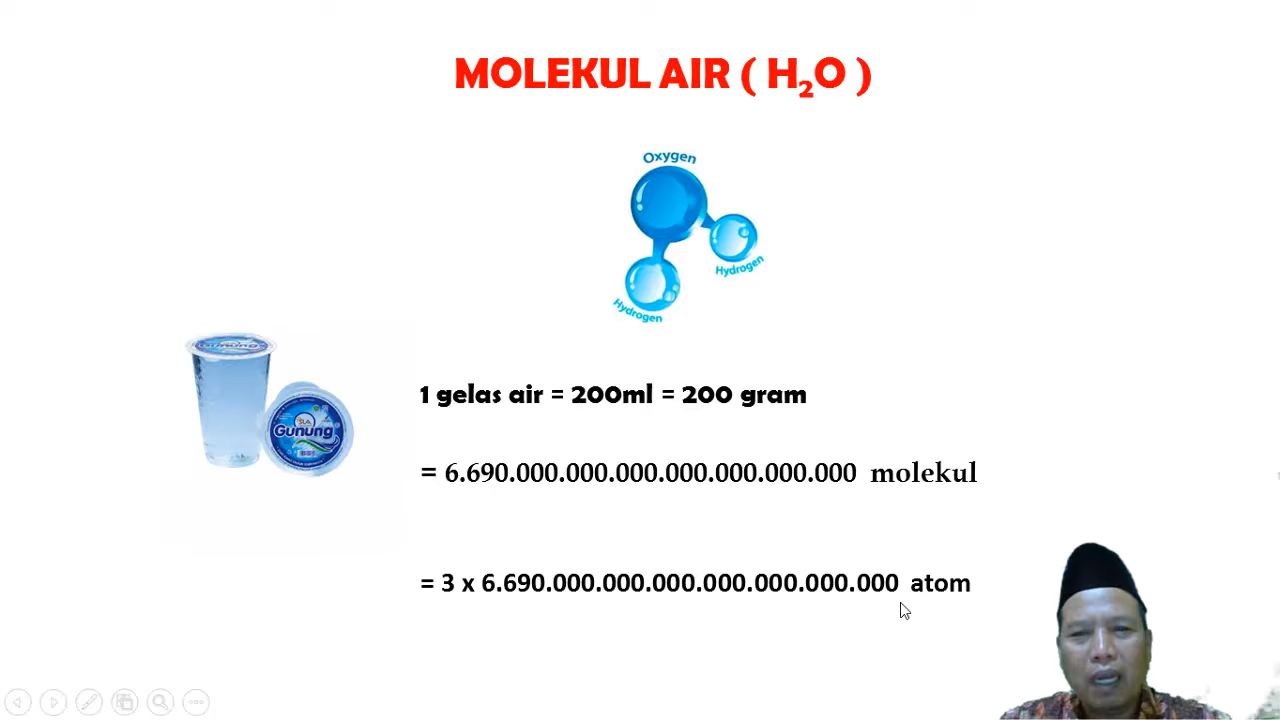 MOLEKUL AIR ( H₂O )
Oxygen
Hydrogen
Hydrogen
Gunung
Gunung
1 gelas air = 200ml = 200 gram
= 6.690.000.000.000.000.000.000.000 molekul
= 3 x 6.690.000.000.000.000.000.000.000 atom